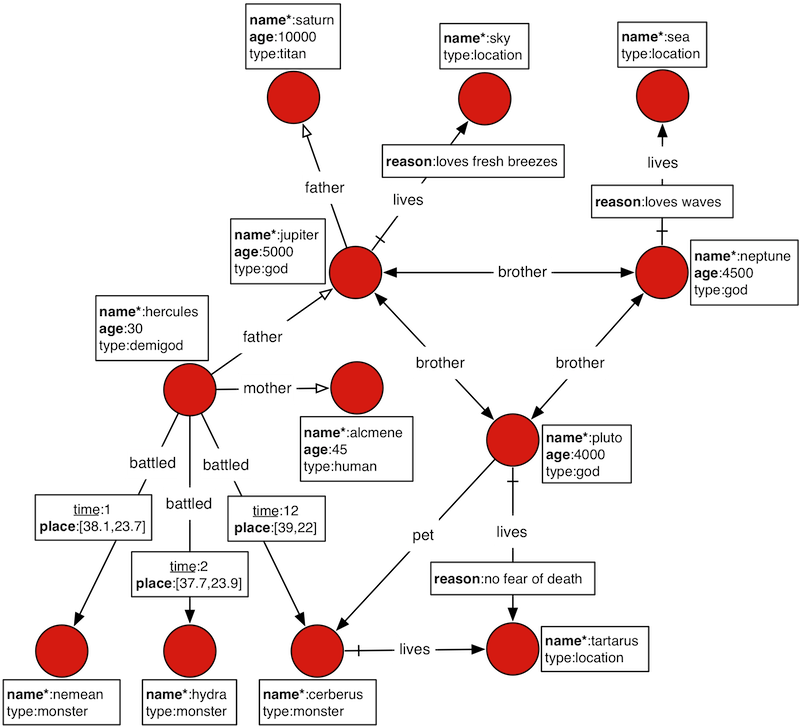 name*:saturn
age:10000
type:titan
name*:sky
type:location
name*:sea
type:location
reason:loves fresh breezes
lives
father
lives
reason:loves waves
name*:jupiter
age:5000
type:god
brother
name*:neptune
age:4500
type:god
name*:hercules
age:30
type:demigod
father
brother
brother
mother
name*:alcmene
age:45
type:human
name*:pluto
age:4000
type:god
battled
battled
battled
time:1
place:[38.1,23.7]
time:12
place:[39,22]
time:2
place:[37.7,23.9]
pet
lives
reason:no fear of death
lives
name*:tartarus
type:location
name*:nemean
type:monster
name*:hydra
type:monster
name*:cerberus
type:monster